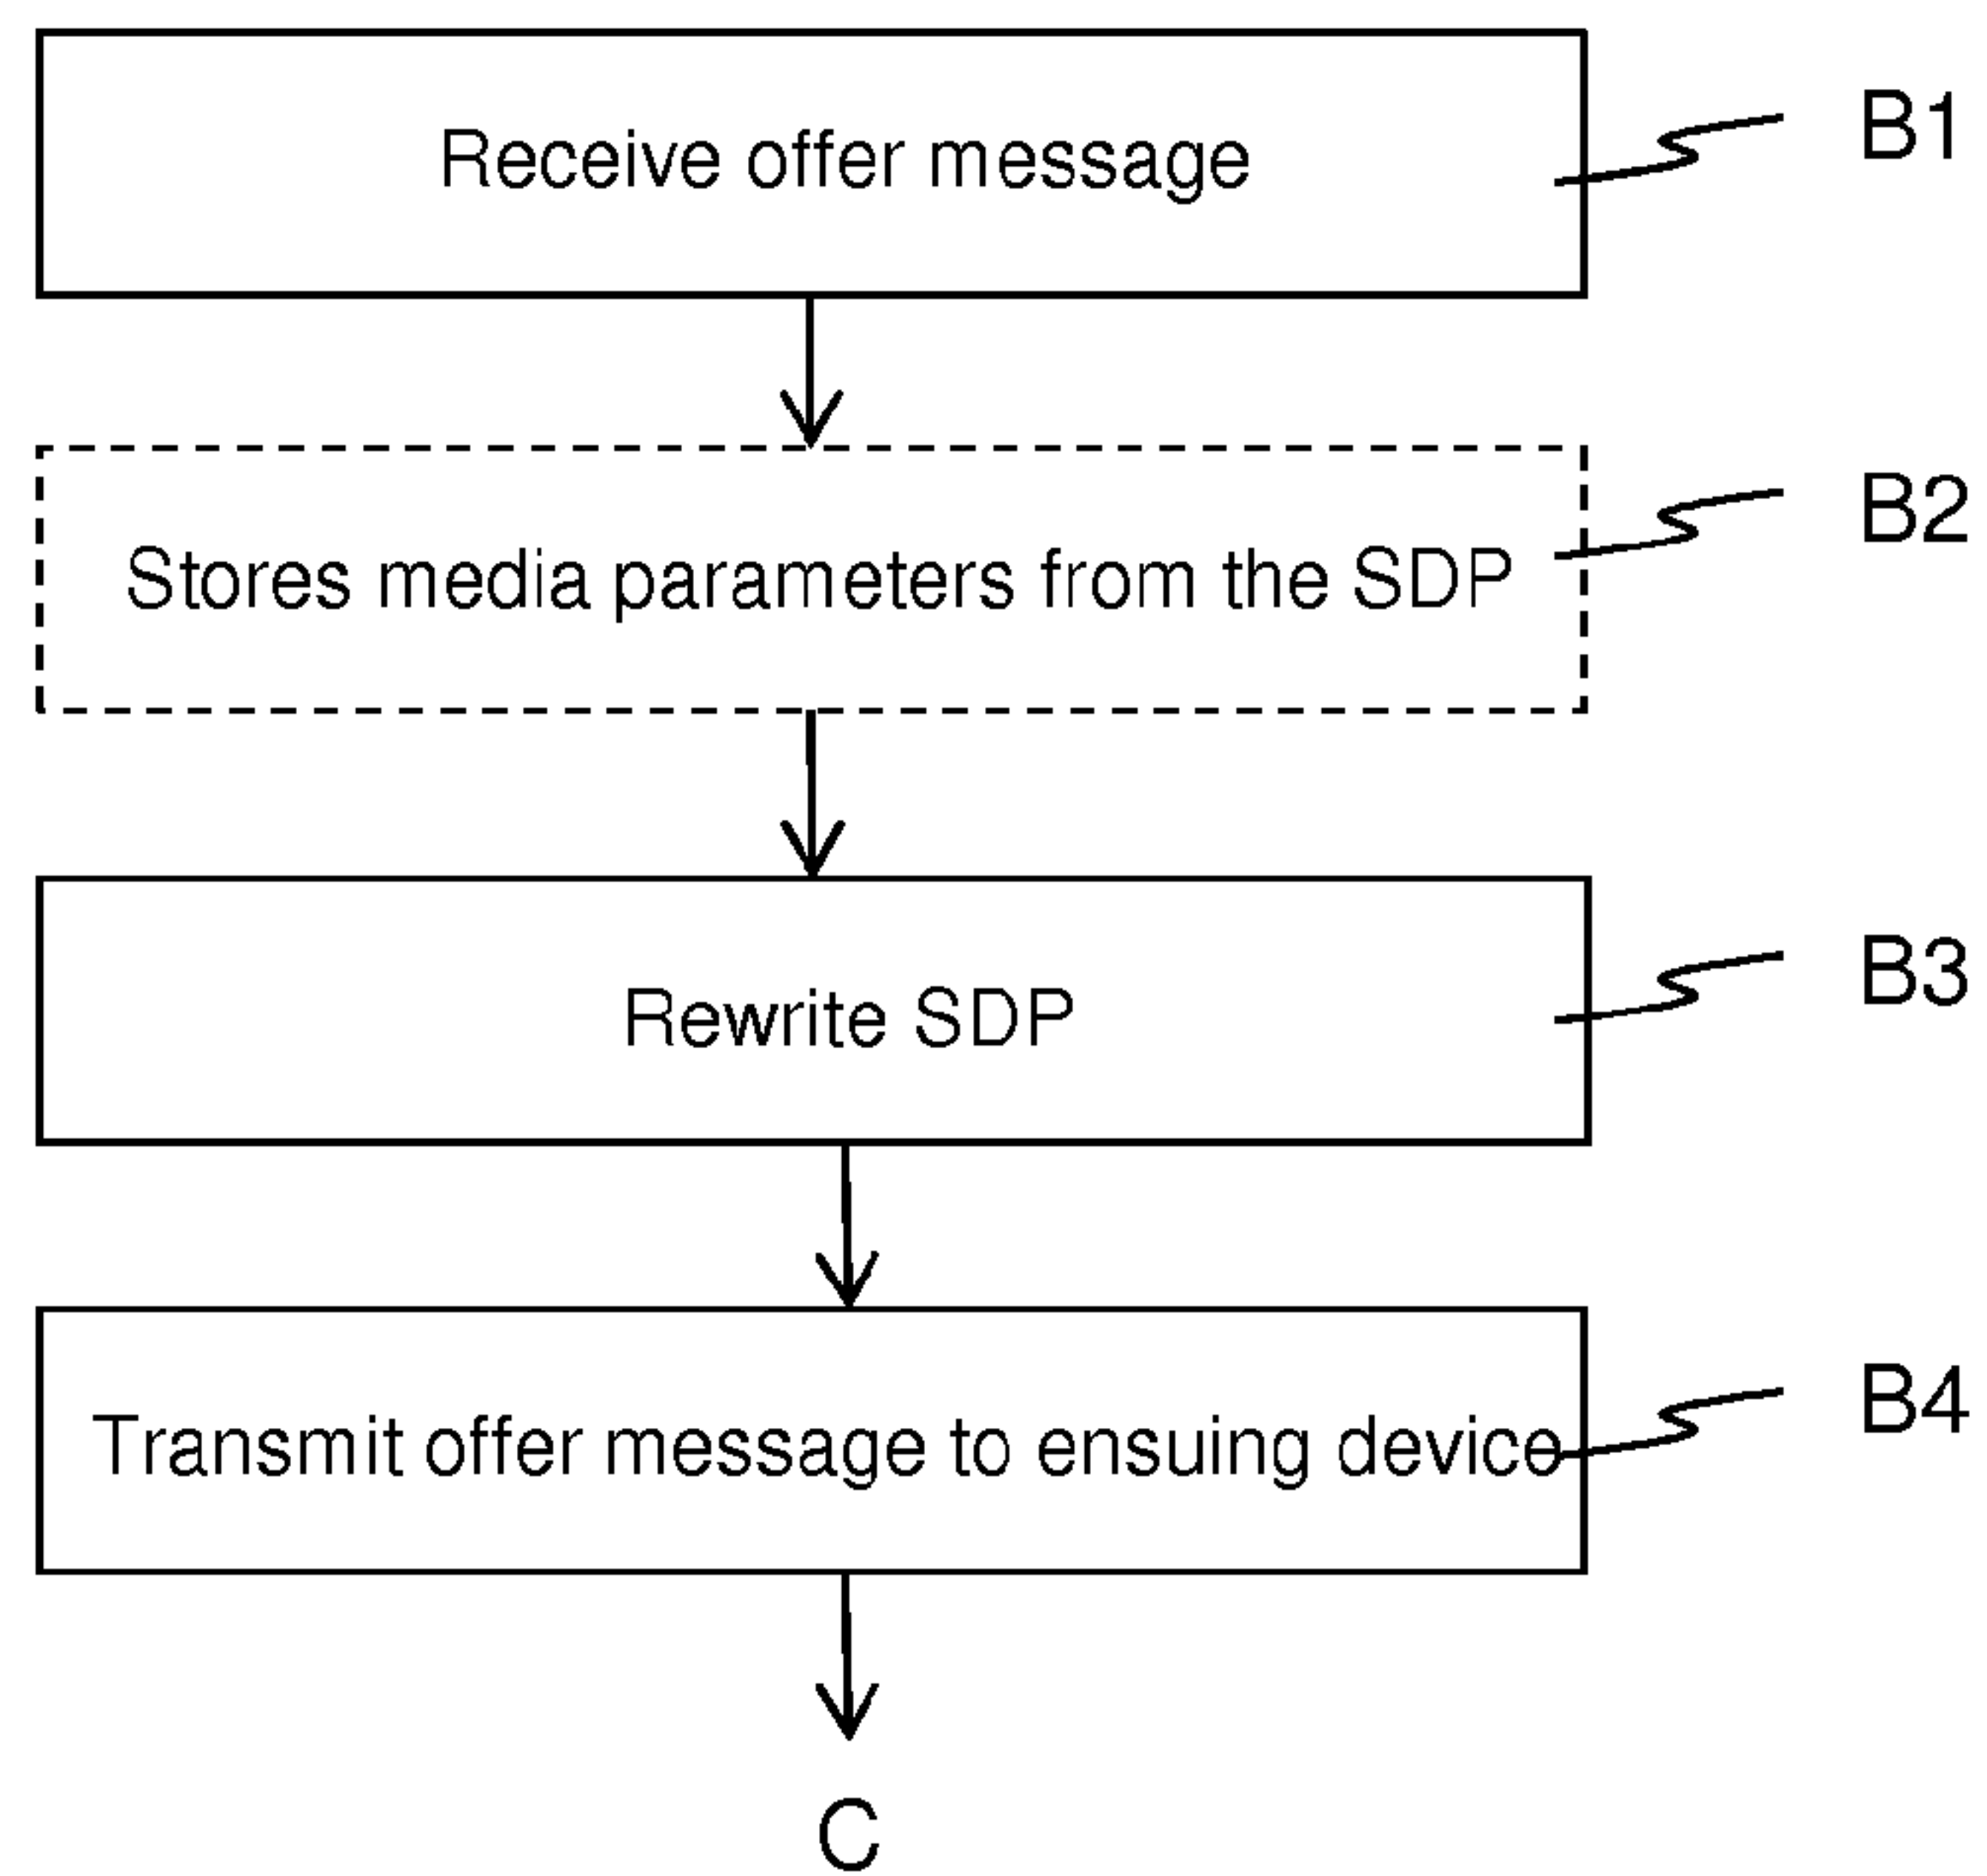 Receive offer message
B1
Stores media parameters from the SDP
B2
Rewrite SDP
B3
Transmit offer message to ensuing device
B4
C